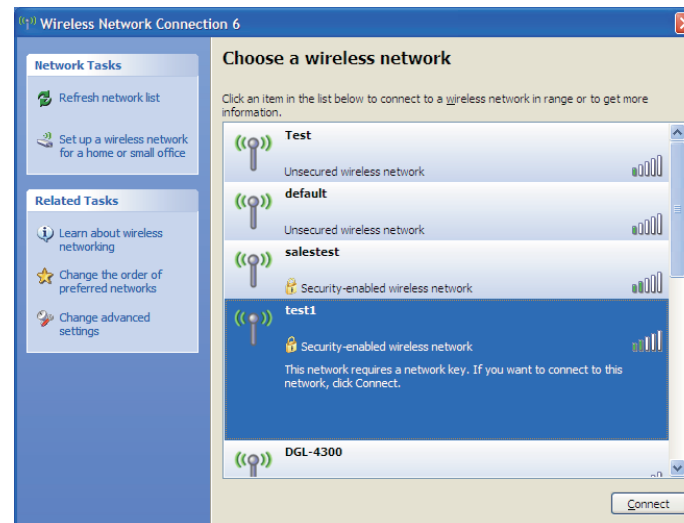 Wireless Network Connection 6
Network Tasks
Refresh network list
Set up a wireless network
for a home or small office
Related Tasks
Learn about wireless
networking
Change the order of
preferred networks
Change advanced
settings
Choose a wireless network
Click an item in the list below to connect to a wireless network in range or to get more
information.
Test
Unsecured wireless network
default
Unsecured wireless network
salestest
Security-enabled wireless network
test1
Security-enabled wireless network
This network requires a network key. If you want to connect to this
network, click Connect.
DGL-4300
Connect